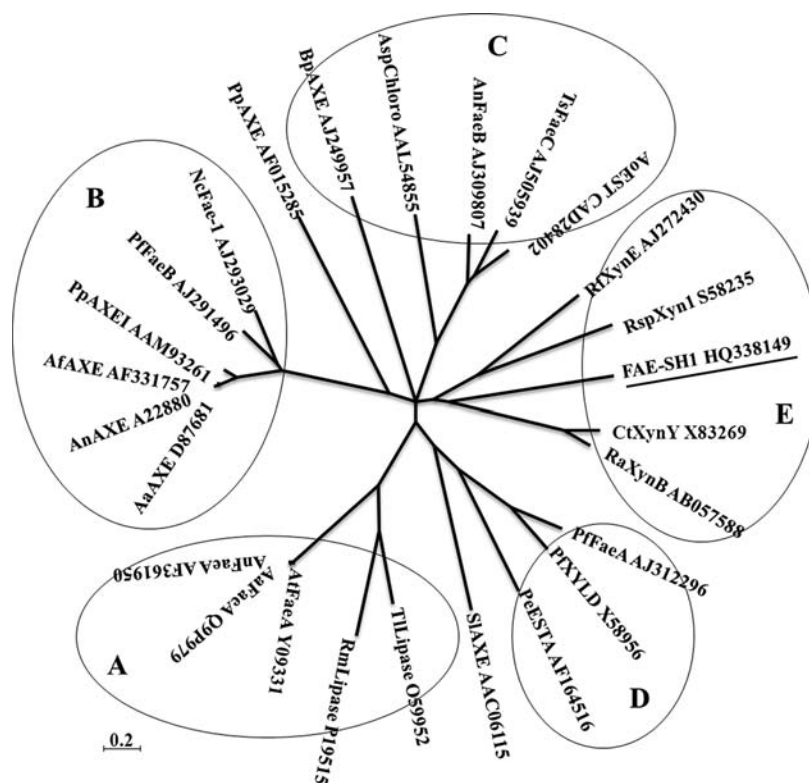 C
AspChloro AAL54855
BpAXE AJ249957
PpAXE AF015285
AnFaeB AJ309807
TsFaeC AJ505939
AoEST CAD28402
B
NcFae-1 AJ293029
PfFaeB AJ291496
PpAXEI AAM93261
AfAXE AF331757
AnAXE A22880
AaAXE D87681
RfXynE AJ272430
RspXyn1 S58235
FAE-SH1 HQ338149
E
CtXynY X83269
RaXynB AB057588
PfFaeA AJ312296
PfXYLD X58956
PeESTA AF164516
D
SlAXE AAC06115
TlLipase O59952
RmLipase P19515
AtFaeA Y09331
AaFaeA Q9P979
AnFaeA AF361950
A
0.2